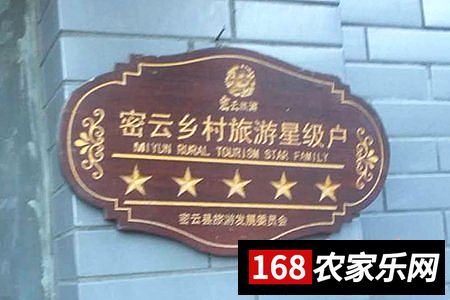 密云旅游
密云乡村旅游星级户
MIYUN RURAL TOURISM STAR FAMILY
密云县旅游发展委员会
168农家乐网